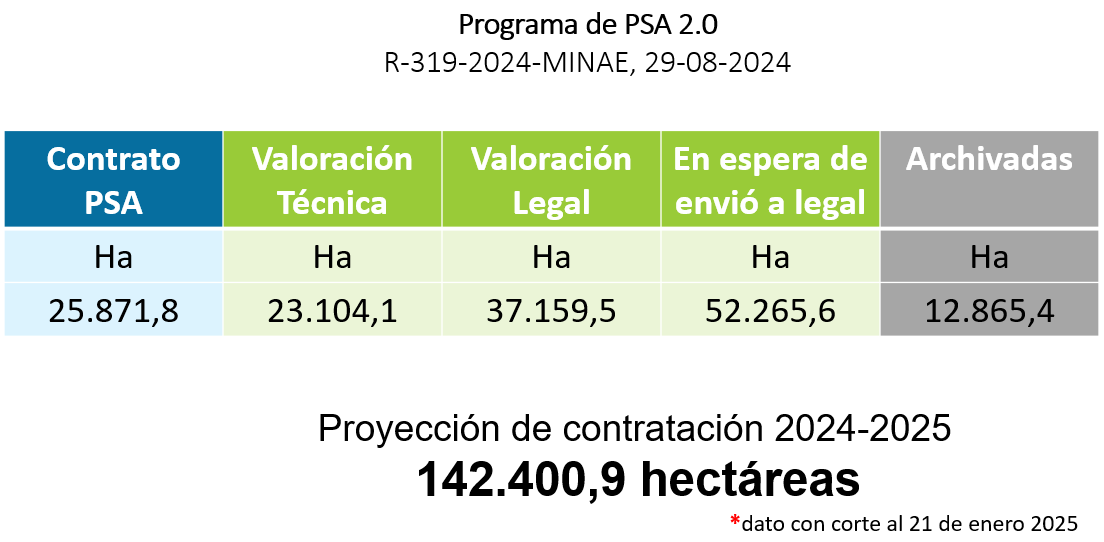 Programa de PSA 2.0
R-319-2024-MINAE, 29-08-2024
Contrato PSA
Valoración Técnica
Valoración Legal
En espera de envió a legal
Archivadas
Ha Ha Ha Ha Ha
25.871,8 23.104,1 37.159,5 52.265,6 12.865,4
Proyección de contratación 2024-2025
142.400,9 hectáreas
*dato con corte al 21 de enero 2025